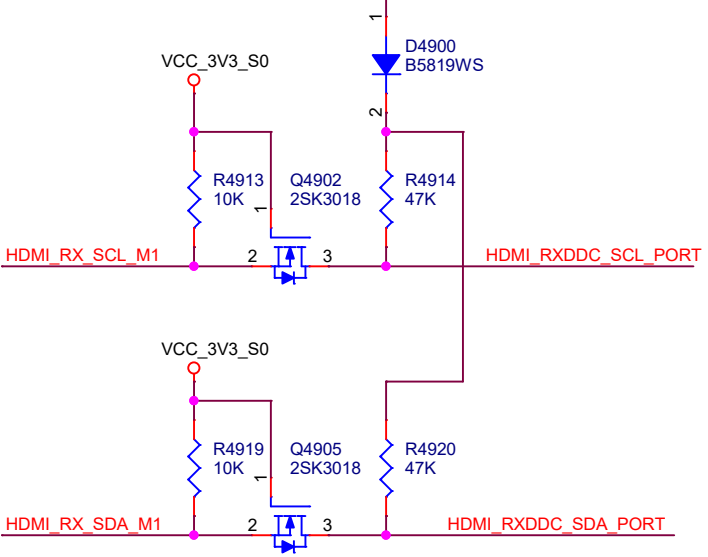 1
D4900
B5819WS
VCC_3V3_S0
2
R4913
10K
Q4902
2SK3018
R4914
47K
1
HDMI_RX_SCL_M1
2
3
HDMI_RXDDC_SCL_PORT
VCC_3V3_S0
R4919
10K
Q4905
2SK3018
R4920
47K
1
HDMI_RX_SDA_M1
2
3
HDMI_RXDDC_SDA_PORT